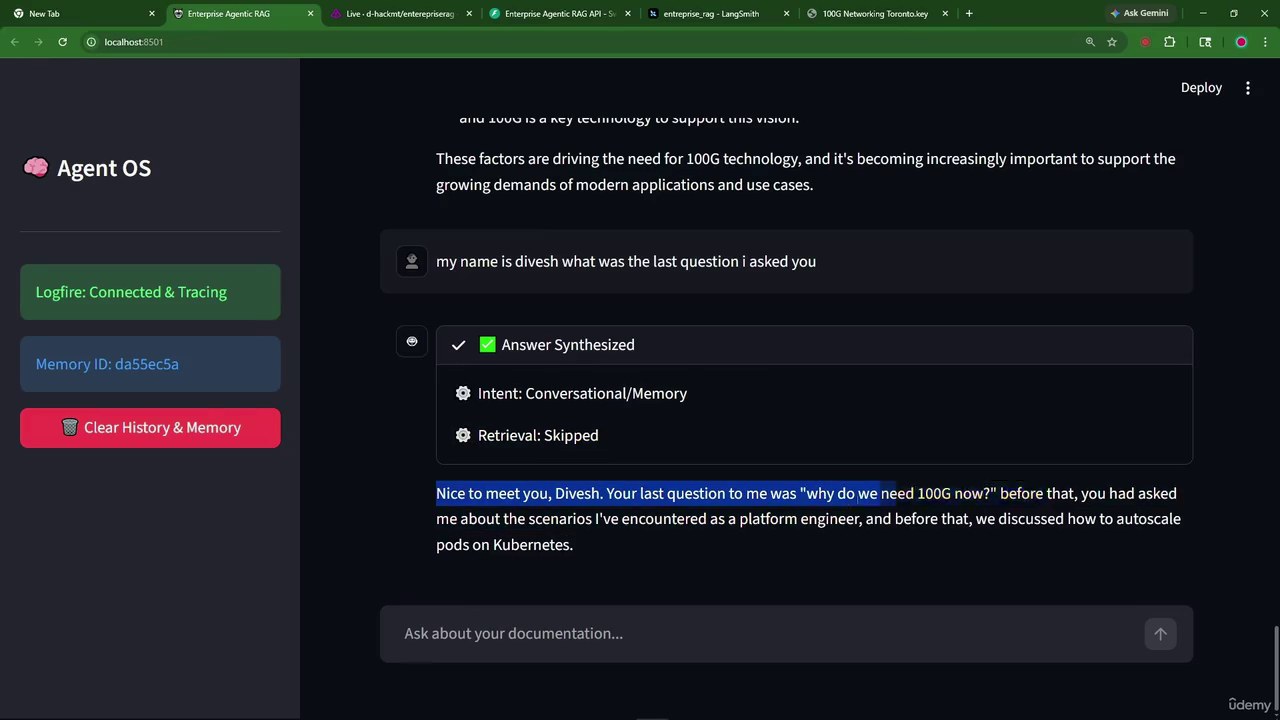 New Tab
Enterprise Agentic RAG
Live - d-hackmt/enterepriserag
Enterprise Agentic RAG API - S
entreprise_rag - LangSmith
100G Networking Toronto.key
Ask Gemini
localhost:8501
Deploy
Agent OS
Logfire: Connected & Tracing
Memory ID: da55ec5a
Clear History & Memory
and 100G is a key technology to support this vision.
These factors are driving the need for 100G technology, and it's becoming increasingly important to support the
growing demands of modern applications and use cases.
my name is divesh what was the last question i asked you
Answer Synthesized
Intent: Conversational/Memory
Retrieval: Skipped
Nice to meet you, Divesh. Your last question to me was "why do we need 100G now?" before that, you had asked
me about the scenarios I've encountered as a platform engineer, and before that, we discussed how to autoscale
pods on Kubernetes.
Ask about your documentation...
ûdemy